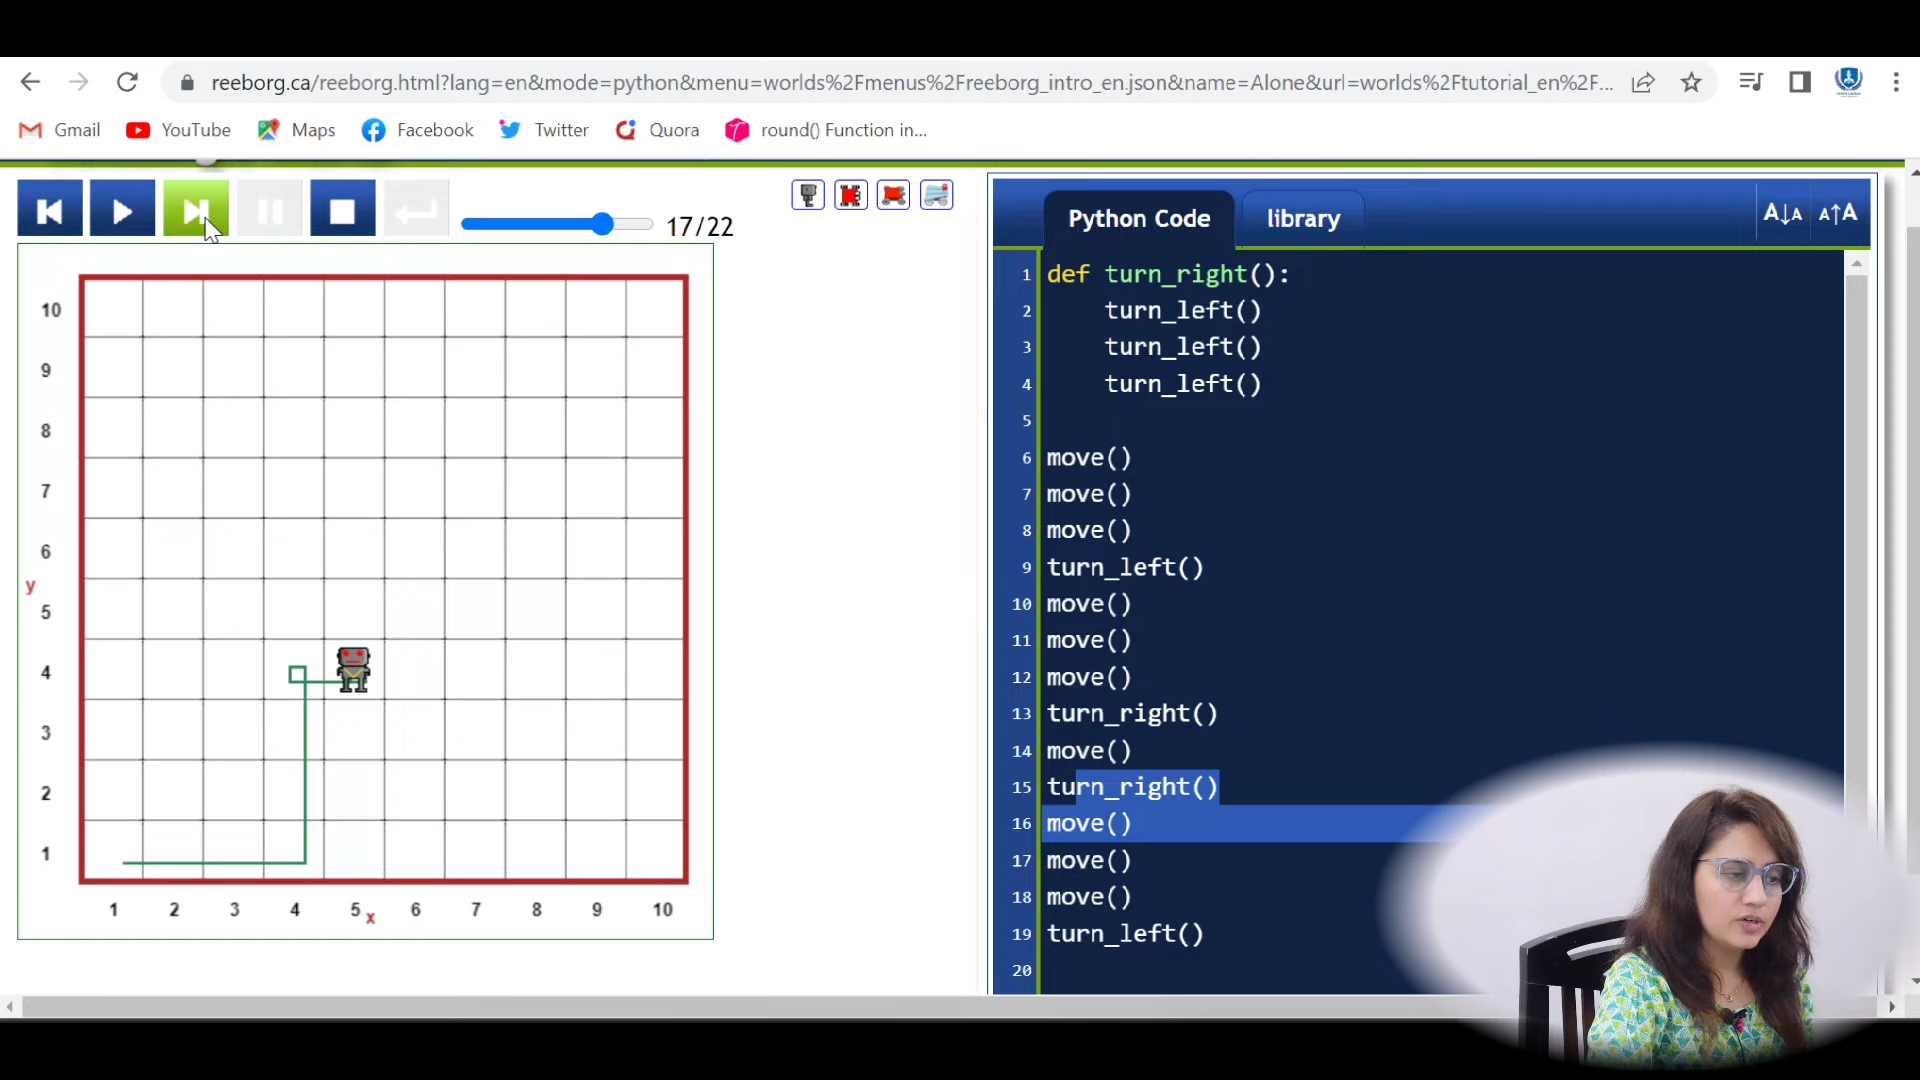 reeborg.ca/reeborg.html?lang=en&mode=python&menu=worlds%2Fmenus%2Freeborg_intro_en.json&name=Alone&url=worlds%2Ftutorial_en%2F...
Gmail YouTube Maps Facebook Twitter Quora round() Function in...
17/22
Python Code library
A↓A A↑A
10
9
8
7
6
y
5
4
3
2
1
1 2 3 4 5 x 6 7 8 9 10
1 def turn_right():
2 turn_left()
3 turn_left()
4 turn_left()
5
6 move()
7 move()
8 move()
9 turn_left()
10 move()
11 move()
12 move()
13 turn_right()
14 move()
15 turn_right()
16 move()
17 move()
18 move()
19 turn_left()
20